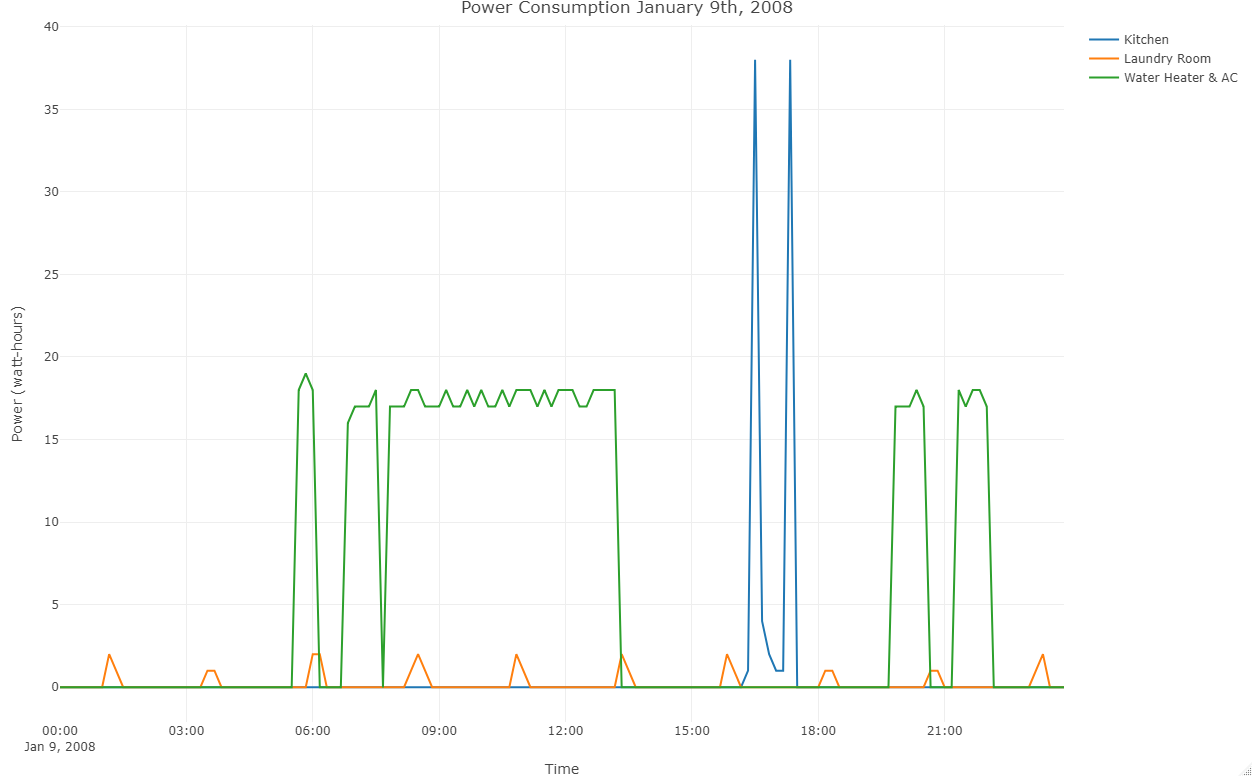 Power Consumption January 9th, 2008
Kitchen
Laundry Room
Water Heater & AC
Power (watt-hours)
40
35
30
25
20
15
10
5
0
00:00 03:00 06:00 09:00 12:00 15:00 18:00 21:00
Jan 9, 2008
Time